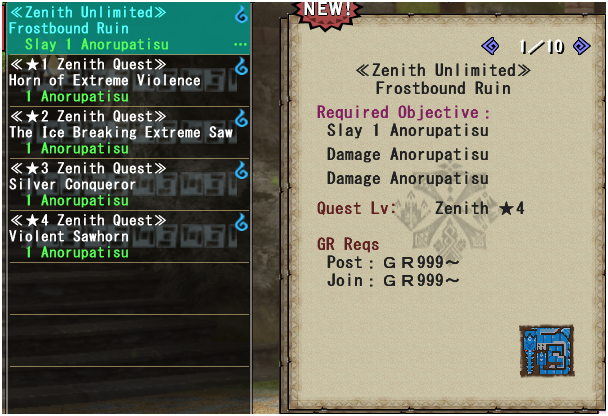 ≪Zenith Unlimited≫
Frostbound Ruin
Slay 1 Anorupatisu
...
≪★1 Zenith Quest≫
Horn of Extreme Violence
1 Anorupatisu
≪★2 Zenith Quest≫
The Ice Breaking Extreme Saw
1 Anorupatisu
≪★3 Zenith Quest≫
Silver Conqueror
1 Anorupatisu
≪★4 Zenith Quest≫
Violent Sawhorn
1 Anorupatisu
NEW!
1/10
≪Zenith Unlimited≫
Frostbound Ruin
Required Objective:
Slay 1 Anorupatisu
Damage Anorupatisu
Damage Anorupatisu
Quest Lv: Zenith ★4
GR Reqs
Post: GR999~
Join: GR999~